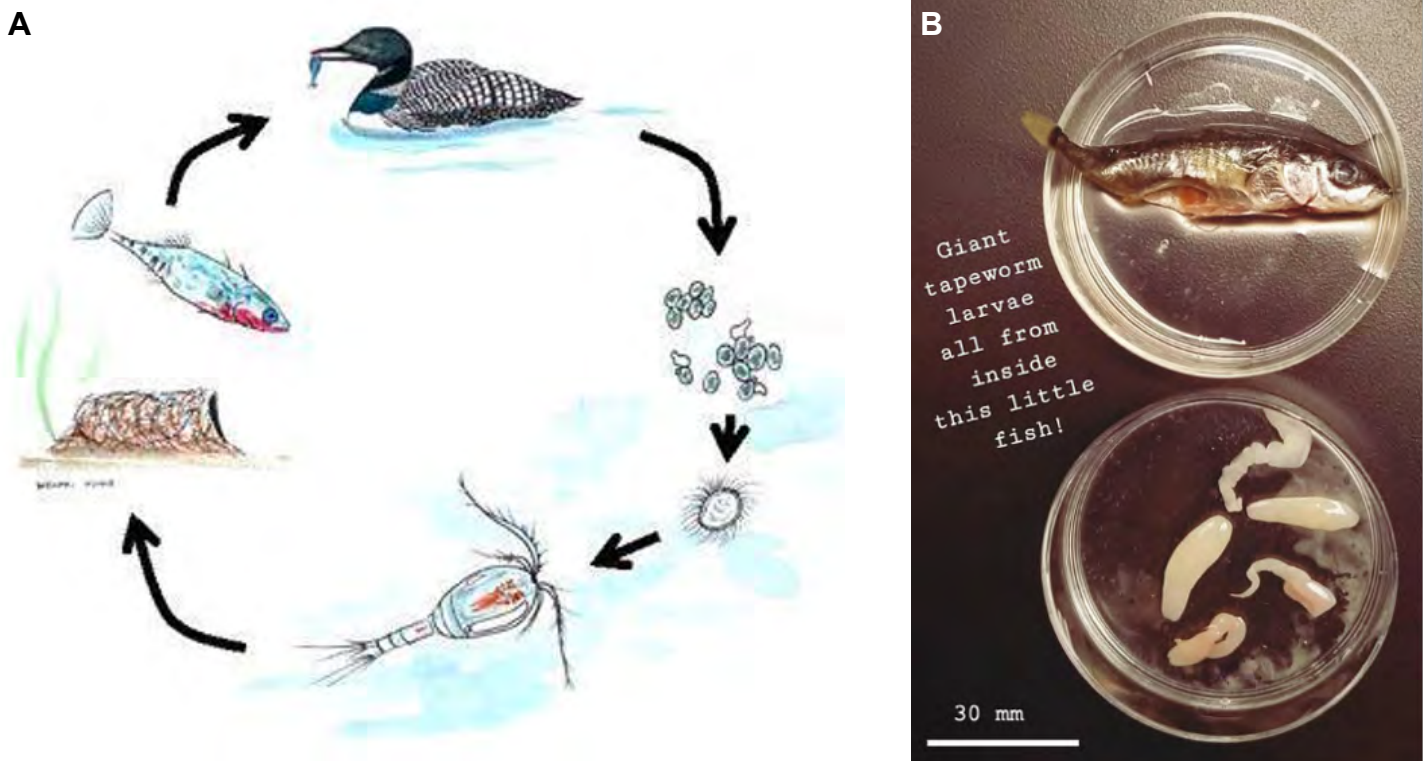 A
B
Giant
tapeworm
larvae
all from
inside
this little
fish!
30 mm